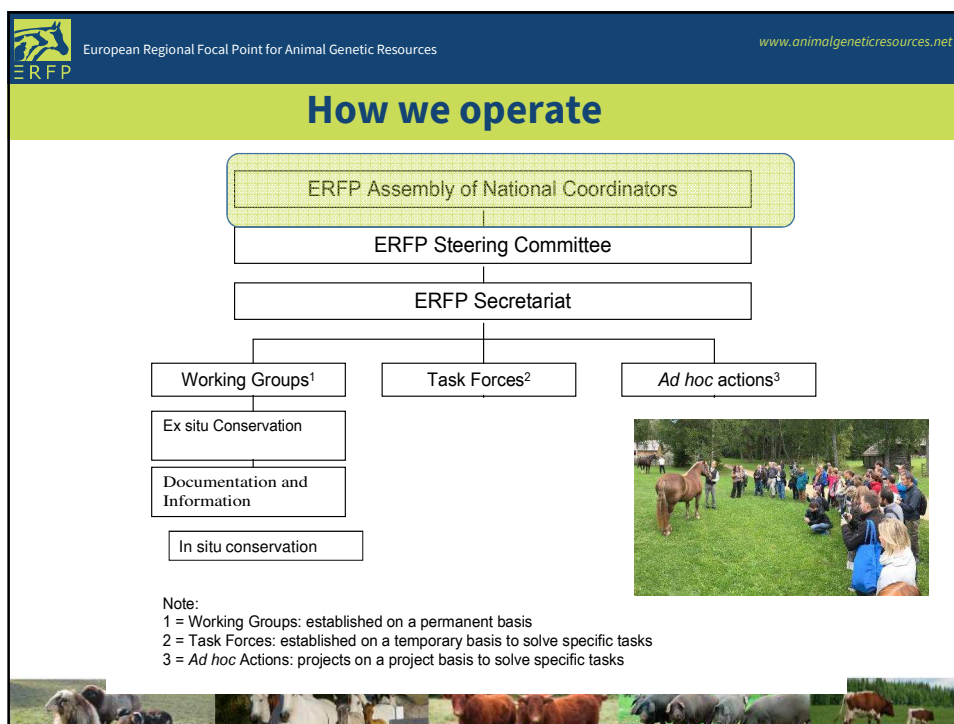 European Regional Focal Point for Animal Genetic Resources
www.animalgeneticresources.net
ERFP
How we operate
ERFP Assembly of National Coordinators
ERFP Steering Committee
ERFP Secretariat
Working Groups¹
Task Forces²
Ad hoc actions³
Ex situ Conservation
Documentation and
Information
In situ conservation
Note:
1 = Working Groups: established on a permanent basis
2 = Task Forces: established on a temporary basis to solve specific tasks
3 = Ad hoc Actions: projects on a project basis to solve specific tasks